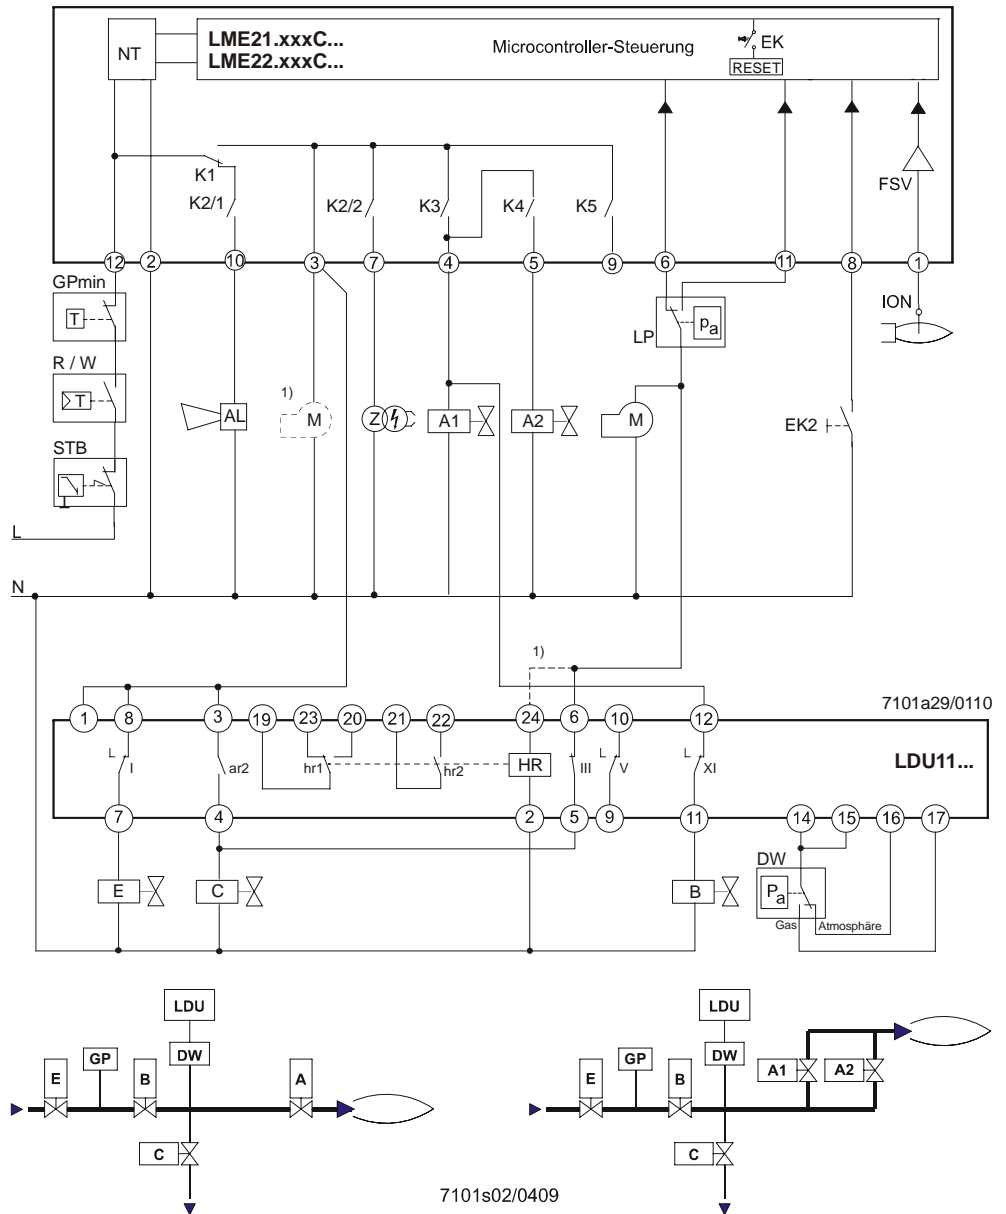 NT
LME21.xxxC...
LME22.xxxC...
Microcontroller-Steuerung
EK
RESET
FSV
K1
K2/1
K2/2
K3
K4
K5
12 2 10 3 7 4 5 9 6 11 8 1
GPmin
T
R / W
T
STB
L
N
AL
1)
M
Z
A1
A2
LP
pa
M
ION
EK2
1)
7101a29/0110
1 8 3 19 23 20 21 22 24 6 10 12
L
I
ar2
hr1
hr2
HR
III
L
V
L
XI
LDU11...
7 4 2 5 9 11 14 15 16 17
E
C
B
DW
Pa
Gas
Atmosphäre
LDU
GP
DW
E
B
A
C
LDU
GP
DW
E
B
A1
A2
C
7101s02/0409